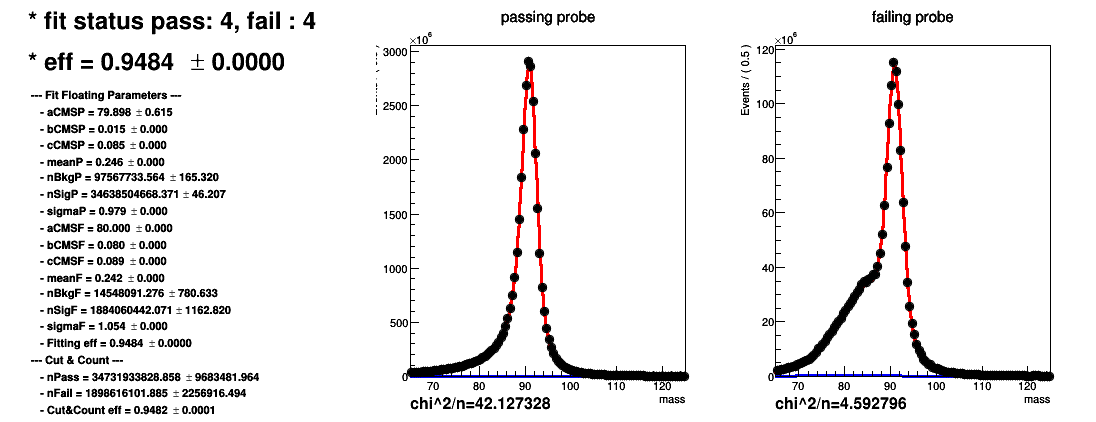 * fit status pass: 4, fail : 4
* eff = 0.9484 ± 0.0000
--- Fit Floating Parameters ---
- aCMSP = 79.898 ± 0.615
- bCMSP = 0.015 ± 0.000
- cCMSP = 0.085 ± 0.000
- meanP = 0.246 ± 0.000
- nBkgP = 97567733.564 ± 165.320
- nSigP = 34638504668.371 ± 46.207
- sigmaP = 0.979 ± 0.000
- aCMSF = 80.000 ± 0.000
- bCMSF = 0.080 ± 0.000
- cCMSF = 0.089 ± 0.000
- meanF = 0.242 ± 0.000
- nBkgF = 14548091.276 ± 780.633
- nSigF = 1884060442.071 ± 1162.820
- sigmaF = 1.054 ± 0.000
- Fitting eff = 0.9484 ± 0.0000
--- Cut & Count ---
- nPass = 34731933828.858 ± 9683481.964
- nFail = 1898616101.885 ± 2256916.494
- Cut&Count eff = 0.9482 ± 0.0001
passing probe
×10⁶
3000
2500
2000
1500
1000
500
0
70 80 90 100 110 120
mass
chi^2/n=42.127328
failing probe
×10⁶
Events / ( 0.5 )
120
100
80
60
40
20
0
70 80 90 100 110 120
mass
chi^2/n=4.592796